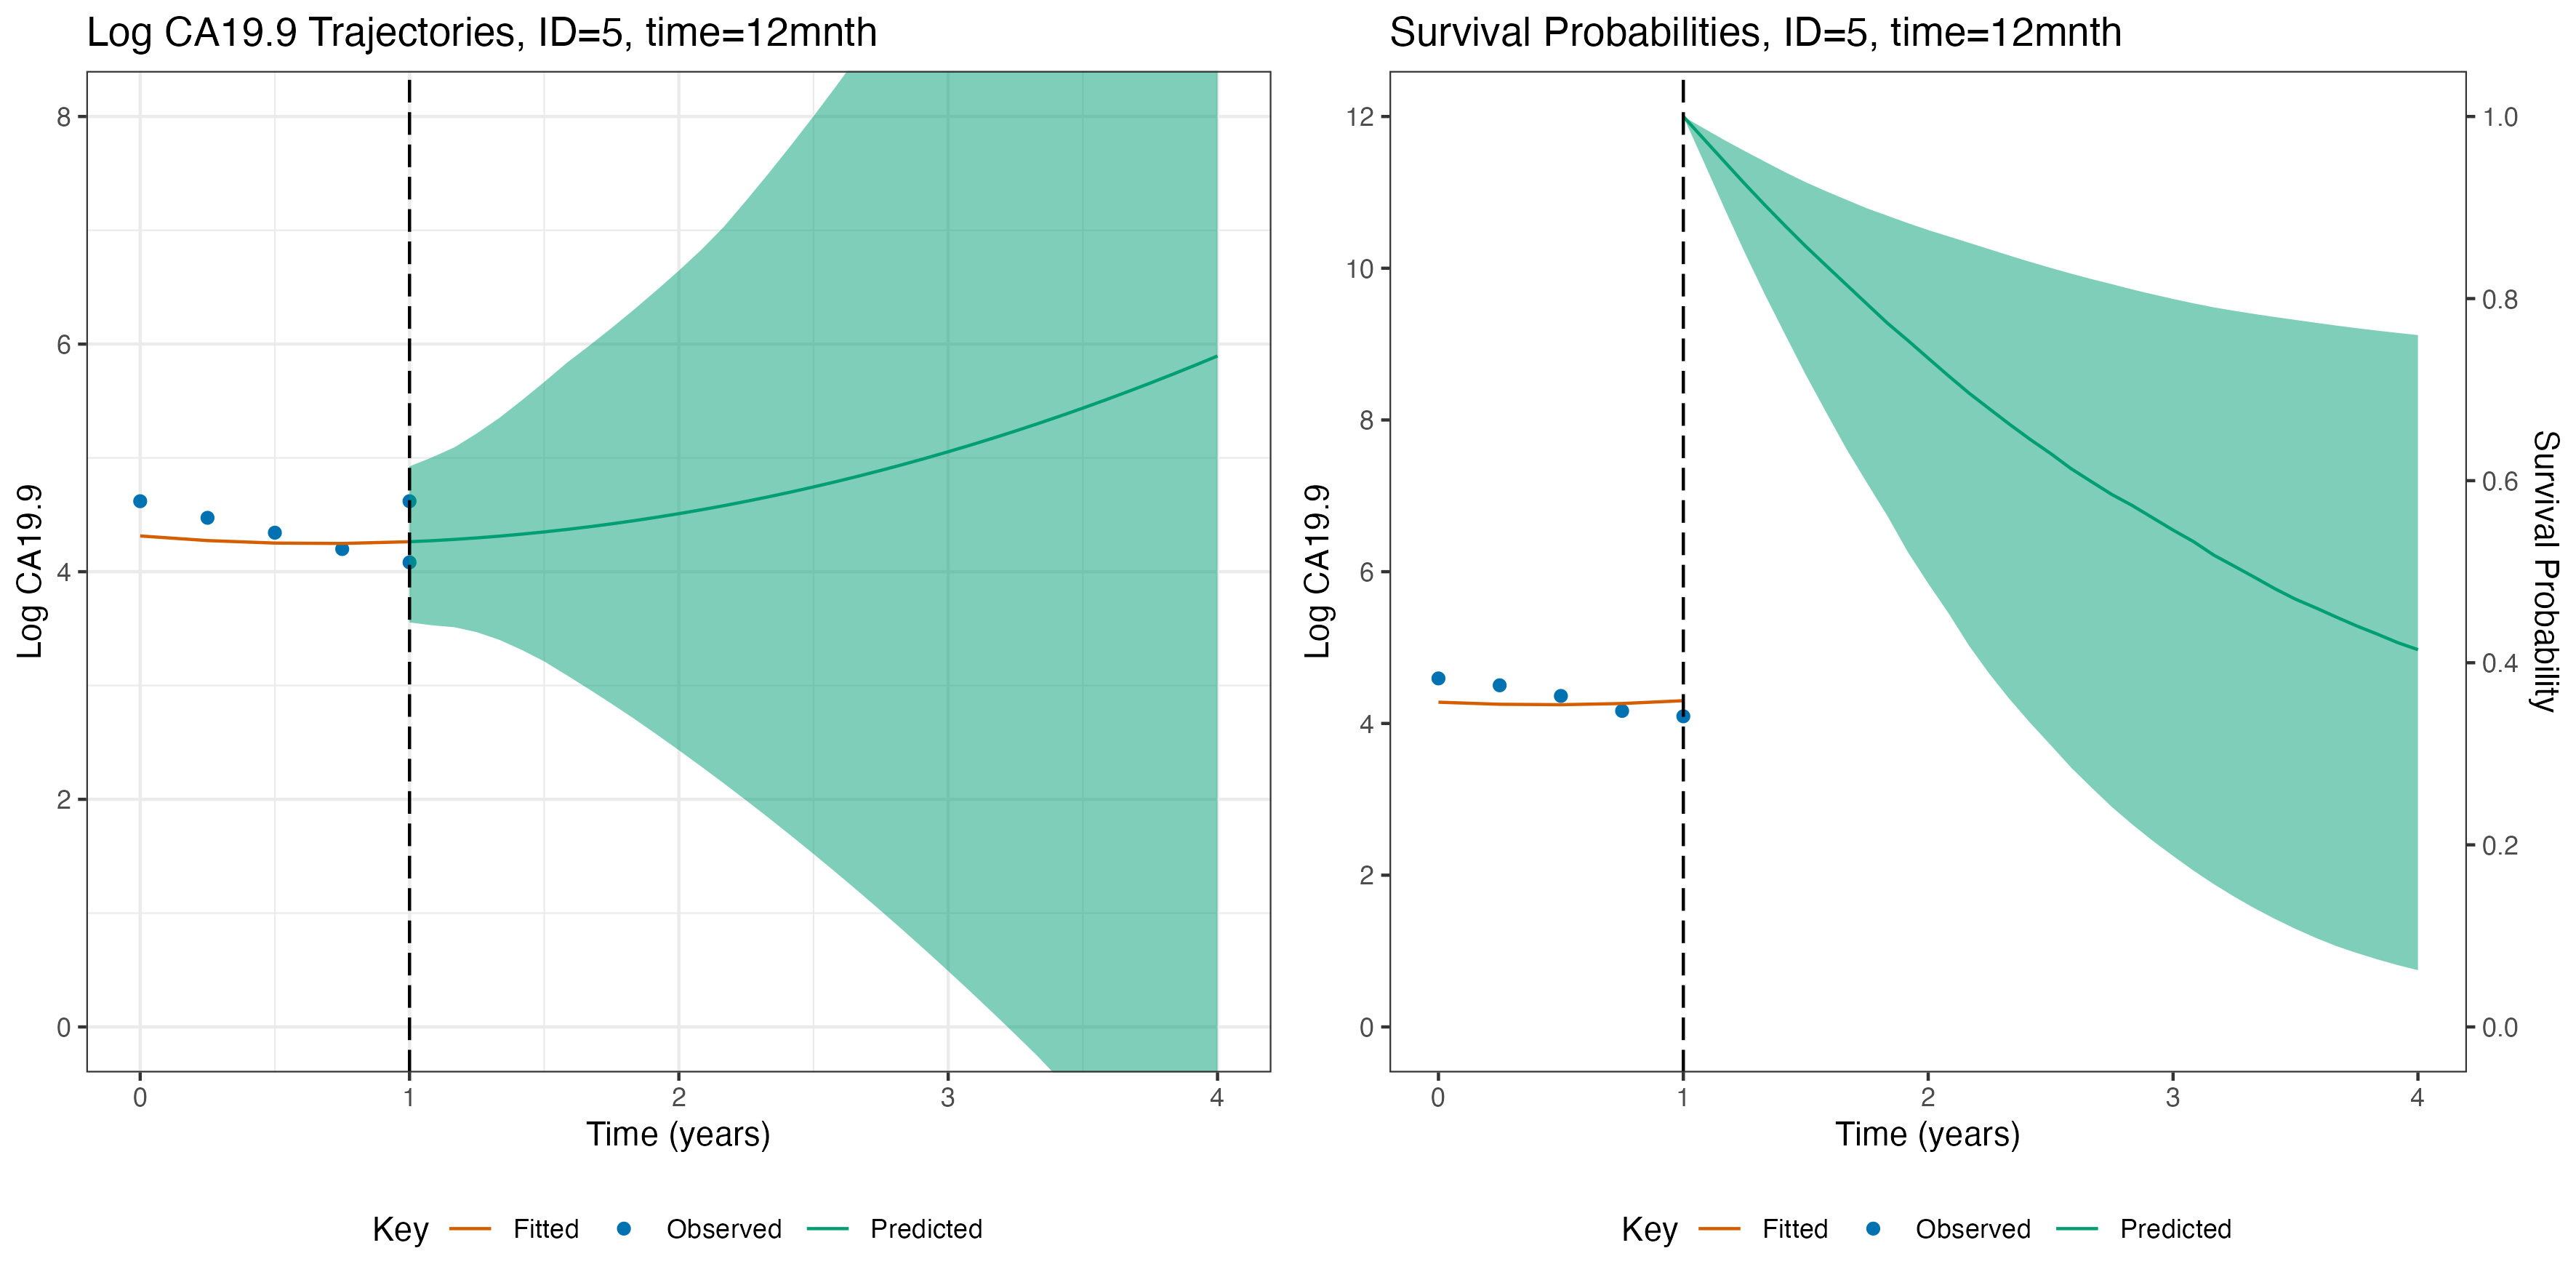 Log CA19.9 Trajectories, ID=5, time=12mnth
8
6
4
2
0
Log CA19.9
0 1 2 3 4
Time (years)
Key Fitted Observed Predicted
Survival Probabilities, ID=5, time=12mnth
12
10
8
6
4
2
0
Log CA19.9
1.0
0.8
0.6
0.4
0.2
0.0
Survival Probability
0 1 2 3 4
Time (years)
Key Fitted Observed Predicted